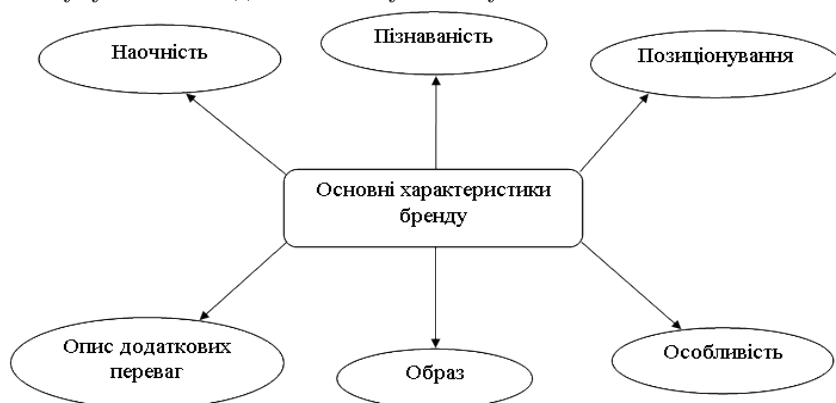 Наочність
Пізнаваність
Позиціонування
Основні характеристики
бренду
Опис додаткових
переваг
Образ
Особливість